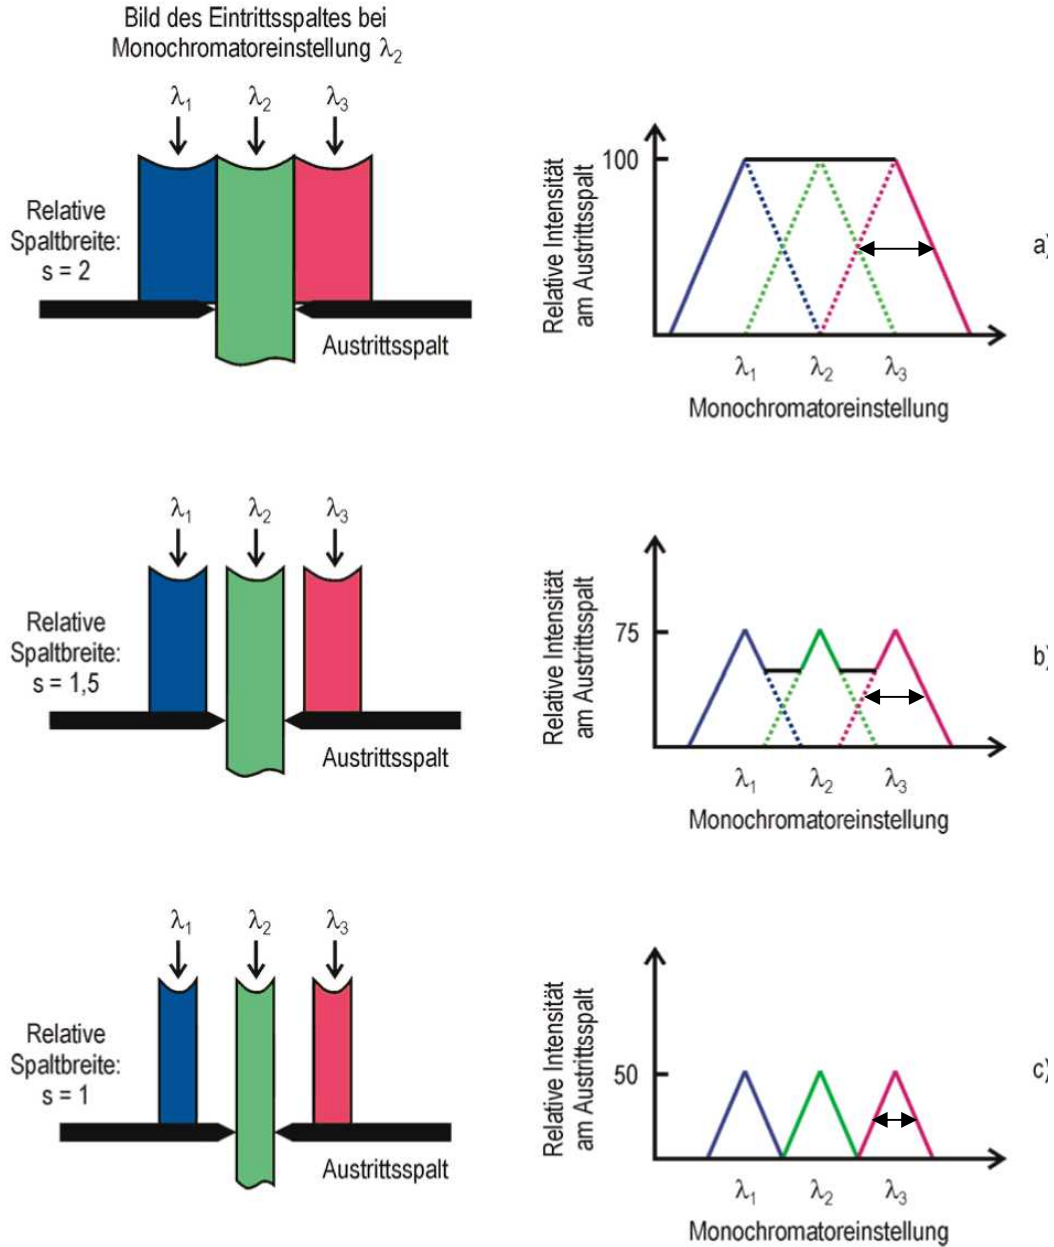 Bild des Eintrittsspaltes bei
Monochromatoreinstellung λ₂
λ₁ λ₂ λ₃
Relative
Spaltbreite:
s = 2
Austrittsspalt
Relative Intensität
am Austrittsspalt
100
λ₁ λ₂ λ₃
Monochromatoreinstellung
a)
λ₁ λ₂ λ₃
Relative
Spaltbreite:
s = 1,5
Austrittsspalt
Relative Intensität
am Austrittsspalt
75
λ₁ λ₂ λ₃
Monochromatoreinstellung
b)
λ₁ λ₂ λ₃
Relative
Spaltbreite:
s = 1
Austrittsspalt
Relative Intensität
am Austrittsspalt
50
λ₁ λ₂ λ₃
Monochromatoreinstellung
c)